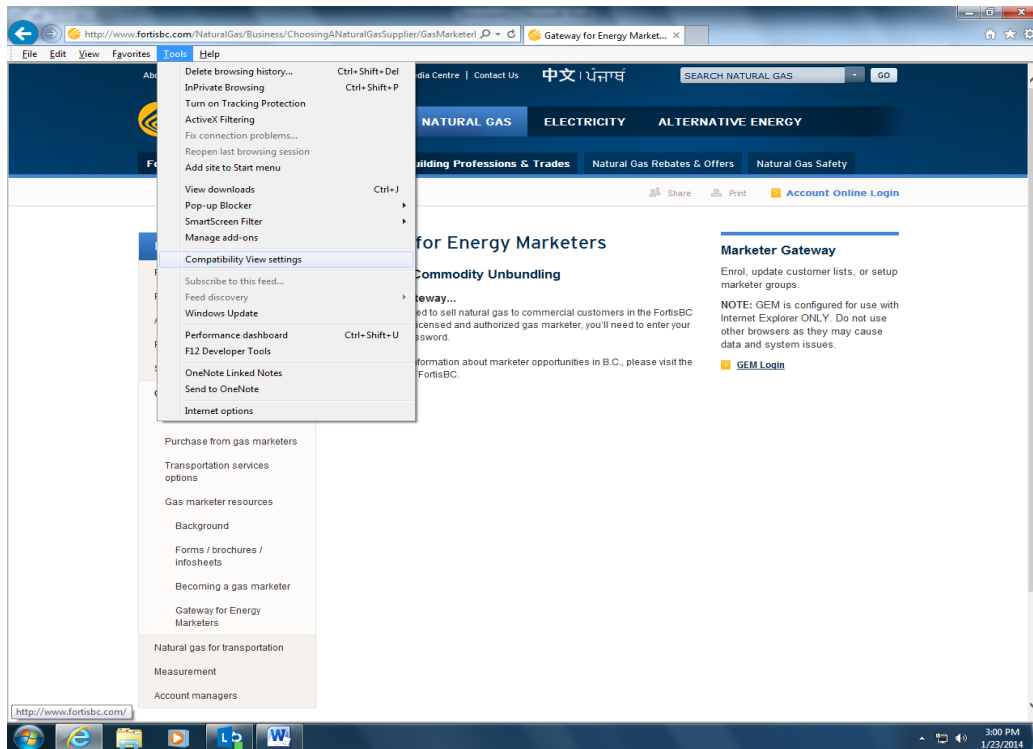 http://www.fortisbc.com/NaturalGas/Business/ChoosingANaturalGasSupplier/GasMarketerI
Gateway for Energy Market...
File Edit View Favorites Tools Help
Delete browsing history... Ctrl+Shift+Del
InPrivate Browsing Ctrl+Shift+P
Turn on Tracking Protection
ActiveX Filtering
Fix connection problems...
Reopen last browsing session
Add site to Start menu
View downloads Ctrl+J
Pop-up Blocker
SmartScreen Filter
Manage add-ons
Compatibility View settings
Subscribe to this feed...
Feed discovery
Windows Update
Performance dashboard Ctrl+Shift+U
F12 Developer Tools
OneNote Linked Notes
Send to OneNote
Internet options
Centre | Contact Us 中文 | ਪੰਜਾਬੀ SEARCH NATURAL GAS GO
NATURAL GAS ELECTRICITY ALTERNATIVE ENERGY
Professions & Trades Natural Gas Rebates & Offers Natural Gas Safety
Share Print Account Online Login
for Energy Marketers
Commodity Unbundling
to sell natural gas to commercial customers in the FortisBC
and authorized gas marketer, you'll need to enter your
about marketer opportunities in B.C., please visit the
FortisBC.
Marketer Gateway
Enrol, update customer lists, or setup
marketer groups.
NOTE: GEM is configured for use with
Internet Explorer ONLY. Do not use
other browsers as they may cause
data and system issues.
GEM Login
Purchase from gas marketers
Transportation services
options
Gas marketer resources
Background
Forms / brochures /
infosheets
Becoming a gas marketer
Gateway for Energy
Marketers
Natural gas for transportation
Measurement
Account managers
http://www.fortisbc.com/
3:00 PM
1/23/2014